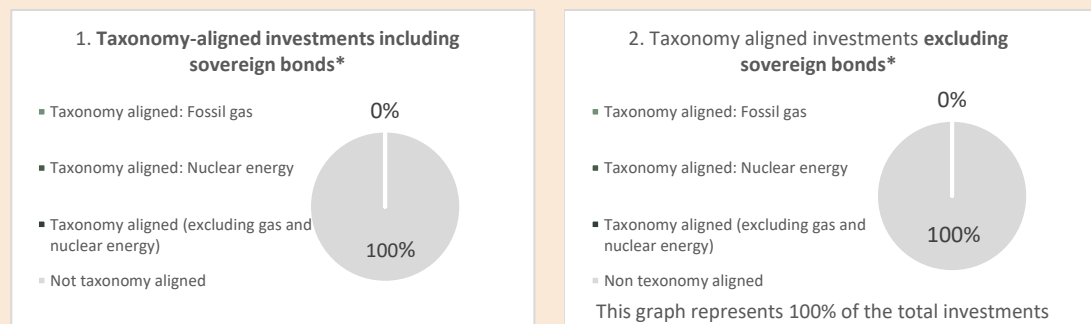 1. Taxonomy-aligned investments including
sovereign bonds*
Taxonomy aligned: Fossil gas
0%
Taxonomy aligned: Nuclear energy
Taxonomy aligned (excluding gas and
nuclear energy)
100%
Not taxonomy aligned
2. Taxonomy aligned investments excluding
sovereign bonds*
Taxonomy aligned: Fossil gas
0%
Taxonomy aligned: Nuclear energy
Taxonomy aligned (excluding gas and
nuclear energy)
100%
Non texonomy aligned
This graph represents 100% of the total investments